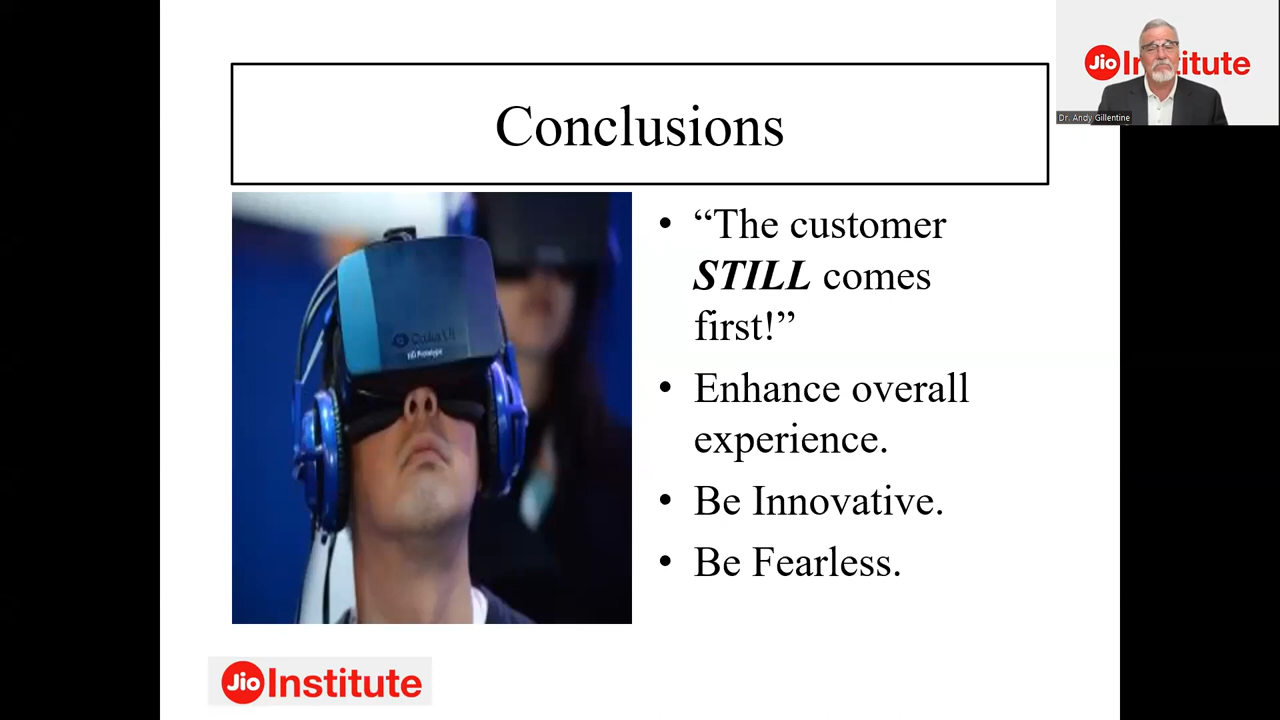 Conclusions
Jio Institute
Dr. Andy Gillentine
• “The customer
STILL comes
first!”
• Enhance overall
experience.
• Be Innovative.
• Be Fearless.
Jio Institute